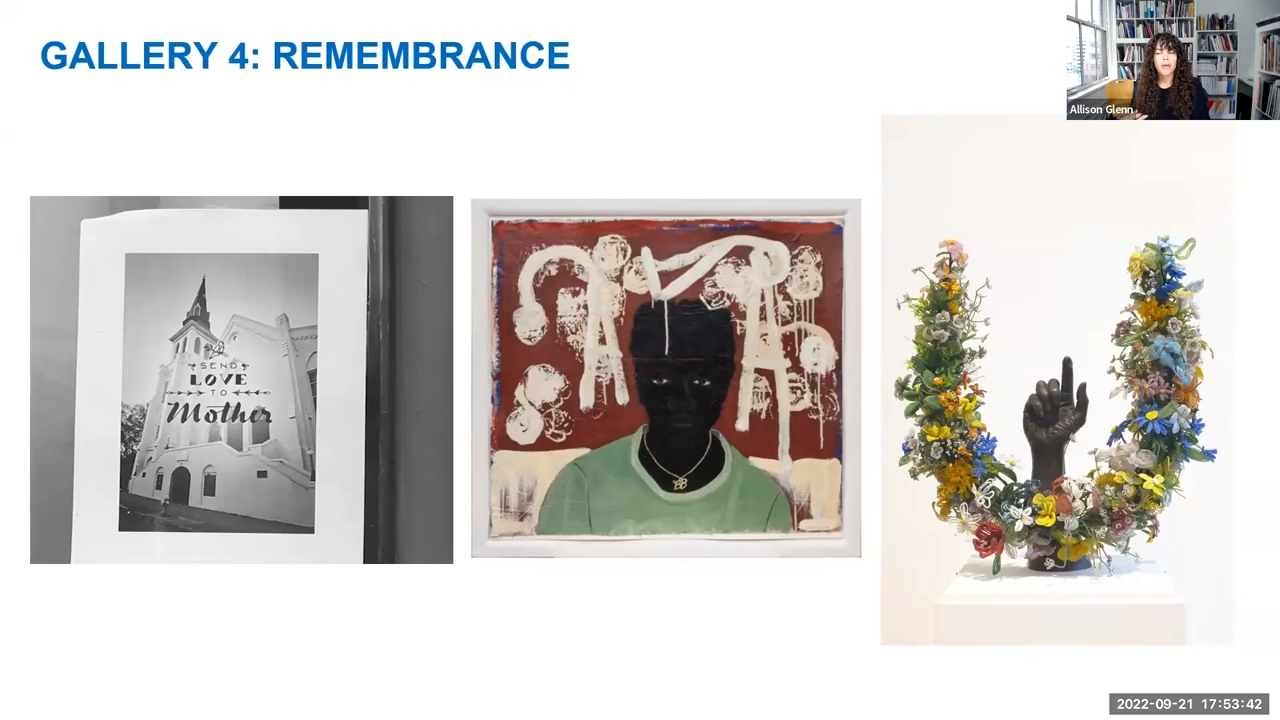 GALLERY 4: REMEMBRANCE
Allison Glenn
SEND
LOVE
TO
Mother
2022-09-21 17:53:42